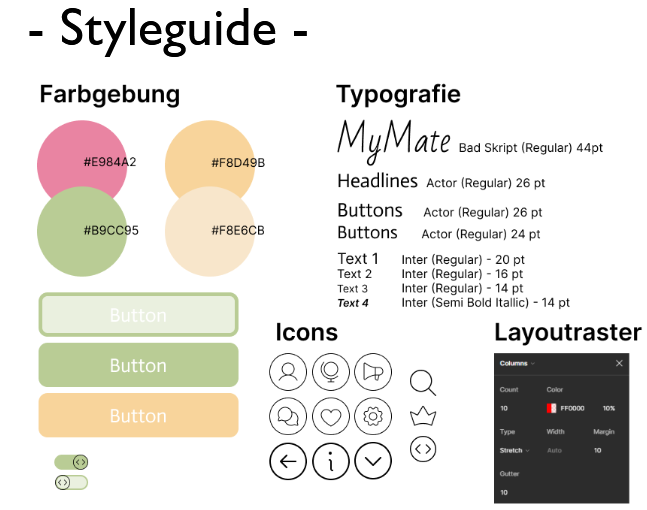 - Styleguide -
Farbgebung
#E984A2
#F8D49B
#B9CC95
#F8E6CB
Button
Button
Button
Typografie
MyMate Bad Skript (Regular) 44pt
Headlines Actor (Regular) 26 pt
Buttons Actor (Regular) 26 pt
Buttons Actor (Regular) 24 pt
Text 1 Inter (Regular) - 20 pt
Text 2 Inter (Regular) - 16 pt
Text 3 Inter (Regular) - 14 pt
Text 4 Inter (Semi Bold Itallic) - 14 pt
Icons
Layoutraster
Columns
Count Color
10 FF0000 10%
Type Width Margin
Stretch Auto 10
Gutter
10